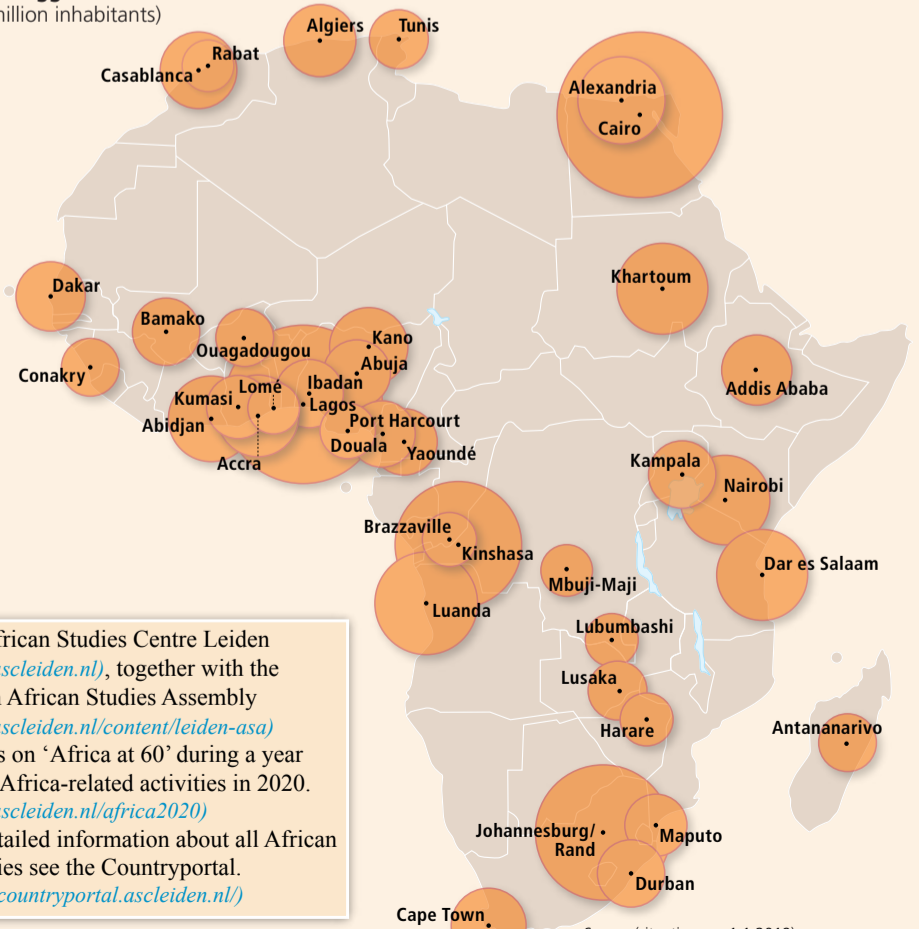 million inhabitants)
Algiers
Tunis
Rabat
Casablanca
Alexandria
Cairo
Khartoum
Dakar
Bamako
Ouagadougou
Kano
Abuja
Conakry
Lomé
Ibadan
Kumasi
Lagos
Abidjan
Port Harcourt
Douala
Yaoundé
Accra
Addis Ababa
Kampala
Nairobi
Brazzaville
Kinshasa
Dar es Salaam
Mbuji-Maji
Luanda
Lubumbashi
Lusaka
Harare
Antananarivo
Johannesburg/
Rand
Maputo
Durban
Cape Town
frican Studies Centre Leiden
ascleiden.nl), together with the
African Studies Assembly
ascleiden.nl/content/leiden-asa)
s on ‘Africa at 60’ during a year
Africa-related activities in 2020.
ascleiden.nl/africa2020)
tailed information about all African
ies see the Countryportal.
countryportal.ascleiden.nl/)